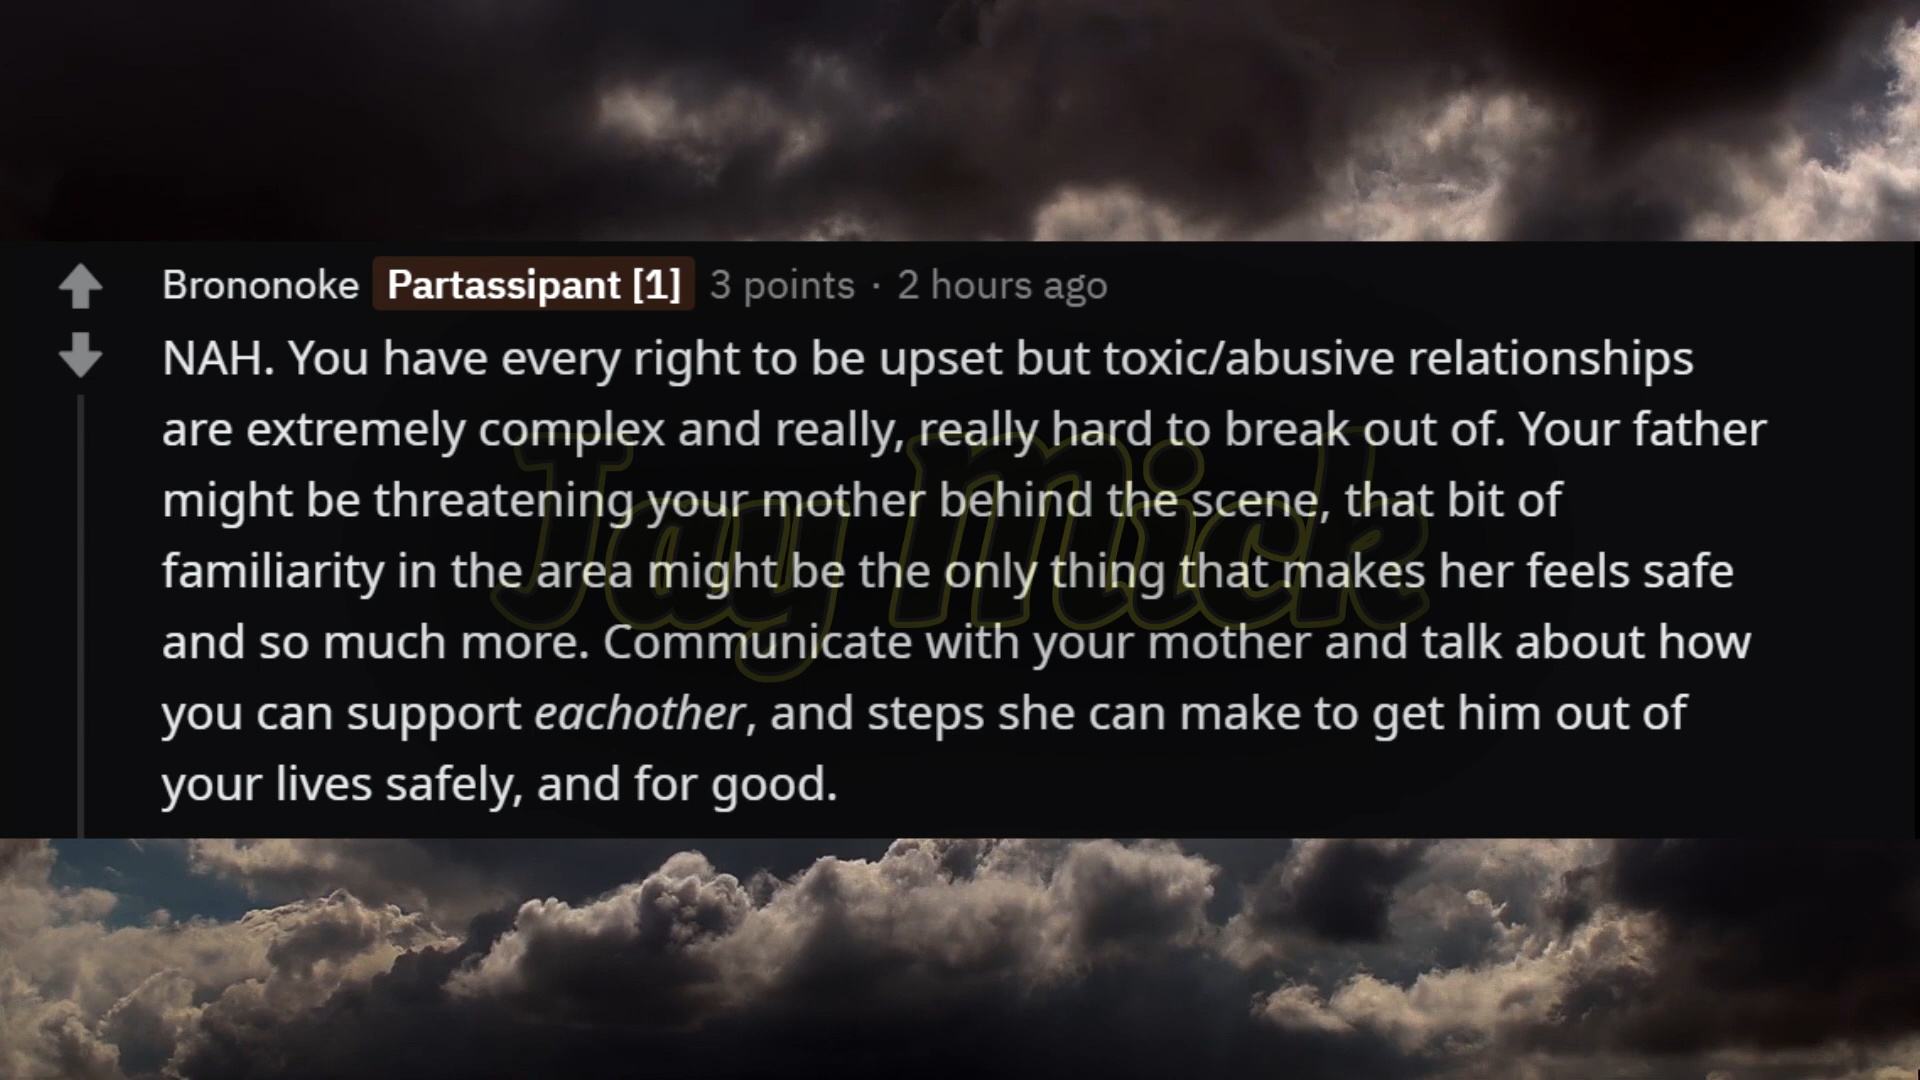 Brononoke Partassipant [1] 3 points · 2 hours ago
NAH. You have every right to be upset but toxic/abusive relationships
are extremely complex and really, really hard to break out of. Your father
might be threatening your mother behind the scene, that bit of
familiarity in the area might be the only thing that makes her feels safe
and so much more. Communicate with your mother and talk about how
you can support eachother, and steps she can make to get him out of
your lives safely, and for good.
Jay Mick